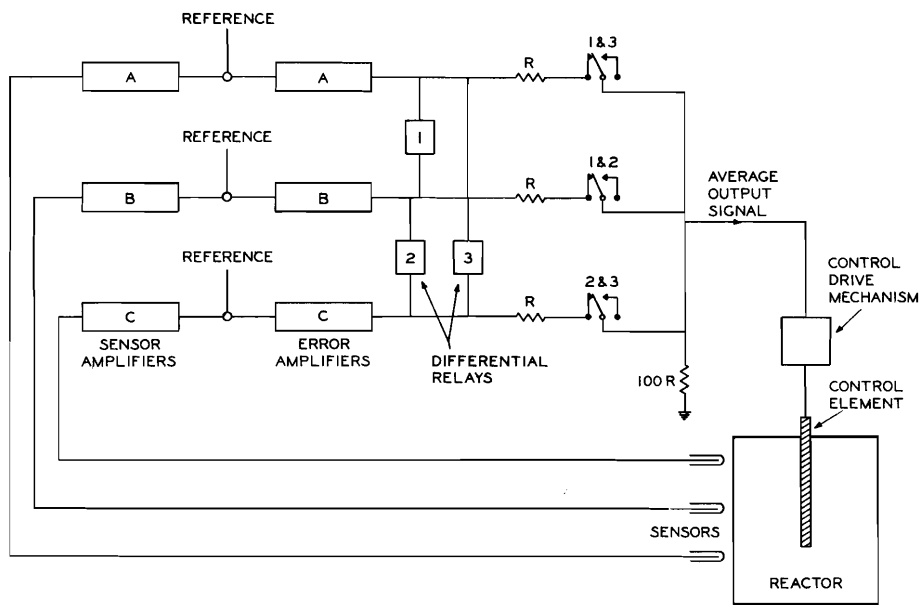 REFERENCE
1 & 3
A
A
R
1
REFERENCE
1 & 2
B
B
R
AVERAGE
OUTPUT
SIGNAL
2
3
REFERENCE
2 & 3
C
C
R
CONTROL
DRIVE
MECHANISM
SENSOR
AMPLIFIERS
ERROR
AMPLIFIERS
DIFFERENTIAL
RELAYS
100 R
CONTROL
ELEMENT
SENSORS
REACTOR